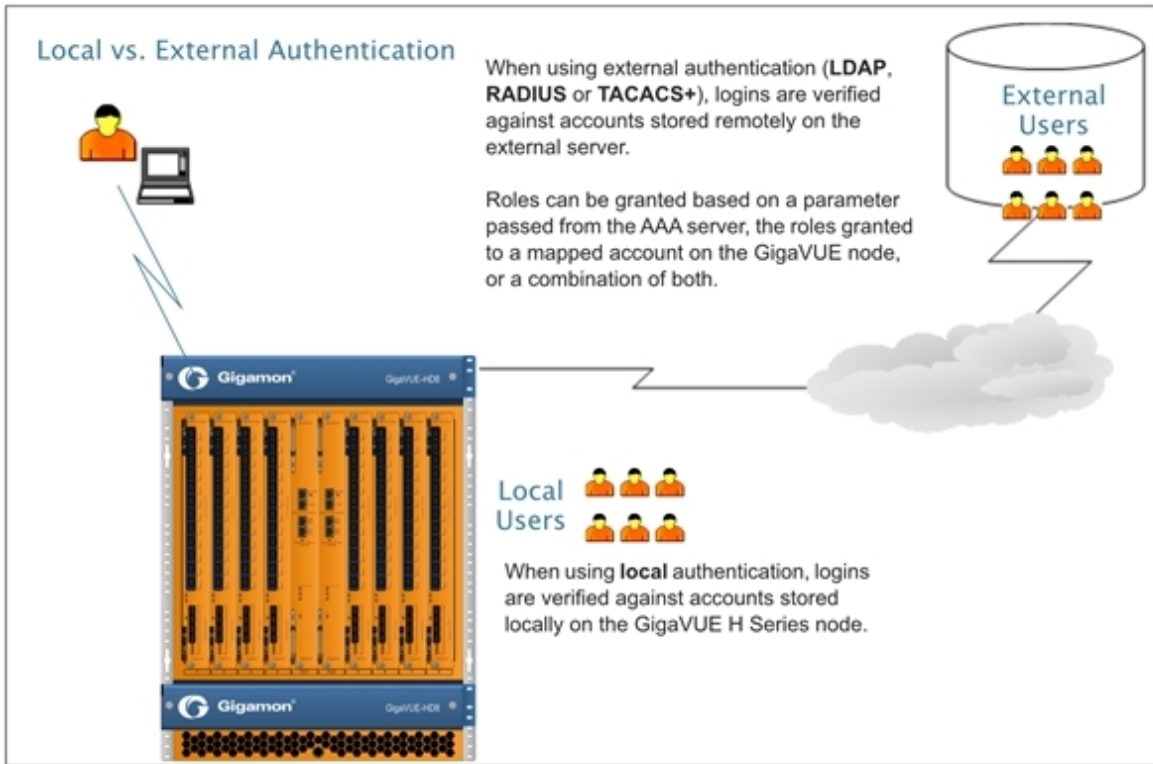 Local vs. External Authentication
When using external authentication (LDAP,
RADIUS or TACACS+), logins are verified
against accounts stored remotely on the
external server.
Roles can be granted based on a parameter
passed from the AAA server, the roles granted
to a mapped account on the GigaVUE node,
or a combination of both.
External
Users
Gigamon®
GigaVUE-HD8
Local
Users
When using local authentication, logins
are verified against accounts stored
locally on the GigaVUE H Series node.
Gigamon®
GigaVUE-HD8